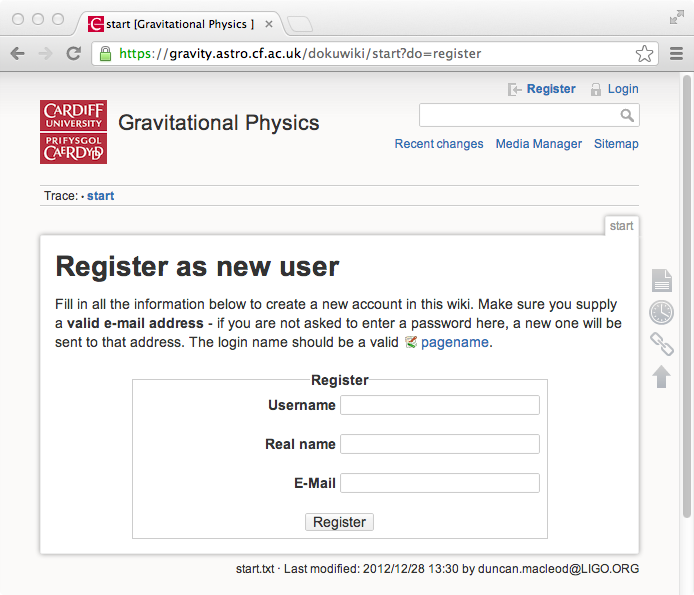 start [Gravitational Physics ]
https://gravity.astro.cf.ac.uk/dokuwiki/start?do=register
Register Login
CARDIFF
UNIVERSITY
PRIFYSGOL
CAERDYDD
Gravitational Physics
Recent changes Media Manager Sitemap
Trace: • start
start
Register as new user
Fill in all the information below to create a new account in this wiki. Make sure you supply
a valid e-mail address - if you are not asked to enter a password here, a new one will be
sent to that address. The login name should be a valid pagename.
Register
Username
Real name
E-Mail
Register
start.txt · Last modified: 2012/12/28 13:30 by duncan.macleod@LIGO.ORG